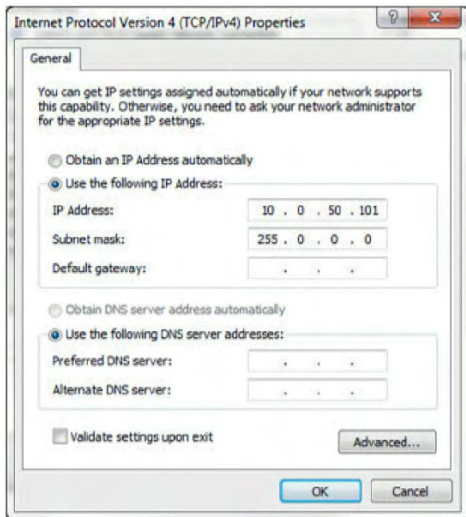 Internet Protocol Version 4 (TCP/IPv4) Properties
General
You can get IP settings assigned automatically if your network supports
this capability. Otherwise, you need to ask your network administrator
for the appropriate IP settings.
Obtain an IP Address automatically
Use the following IP Address:
IP Address: 10 . 0 . 50 . 101
Subnet mask: 255 . 0 . 0 . 0
Default gateway: . . .
Obtain DNS server address automatically
Use the following DNS server addresses:
Preferred DNS server: . . .
Alternate DNS server: . . .
Validate settings upon exit
Advanced...
OK Cancel